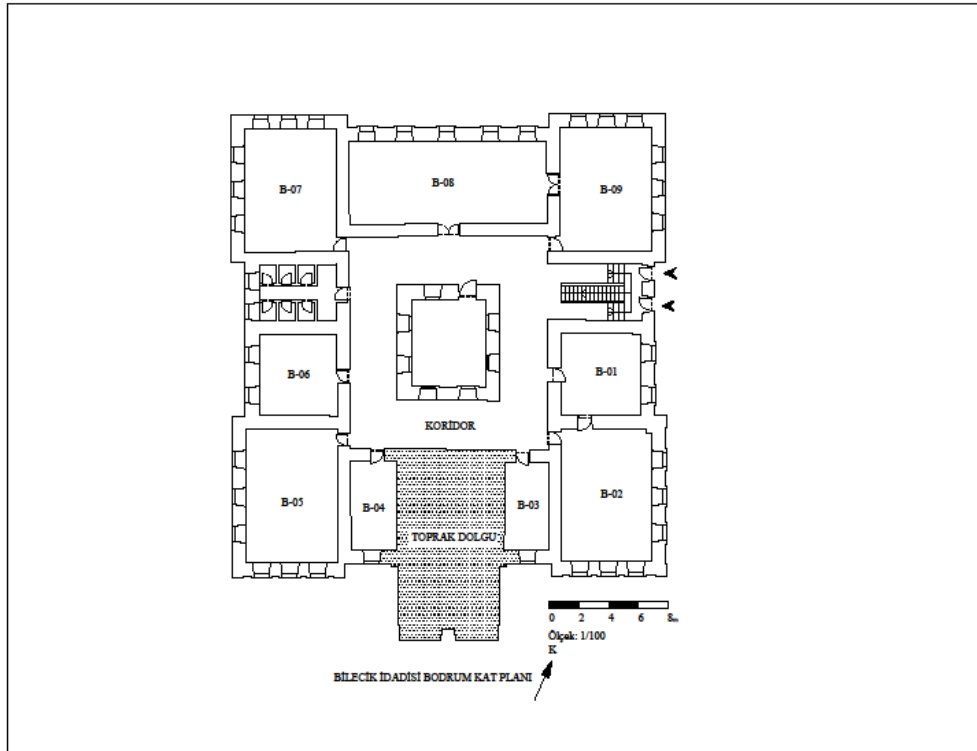 B-07
B-08
B-09
B-06
B-01
KORİDOR
B-05
B-04
B-03
B-02
TOPRAK DOLGU
0 2 4 6 8m
Ölçek: 1/100
K
BİLECİK İDADİSİ BODRUM KAT PLANI